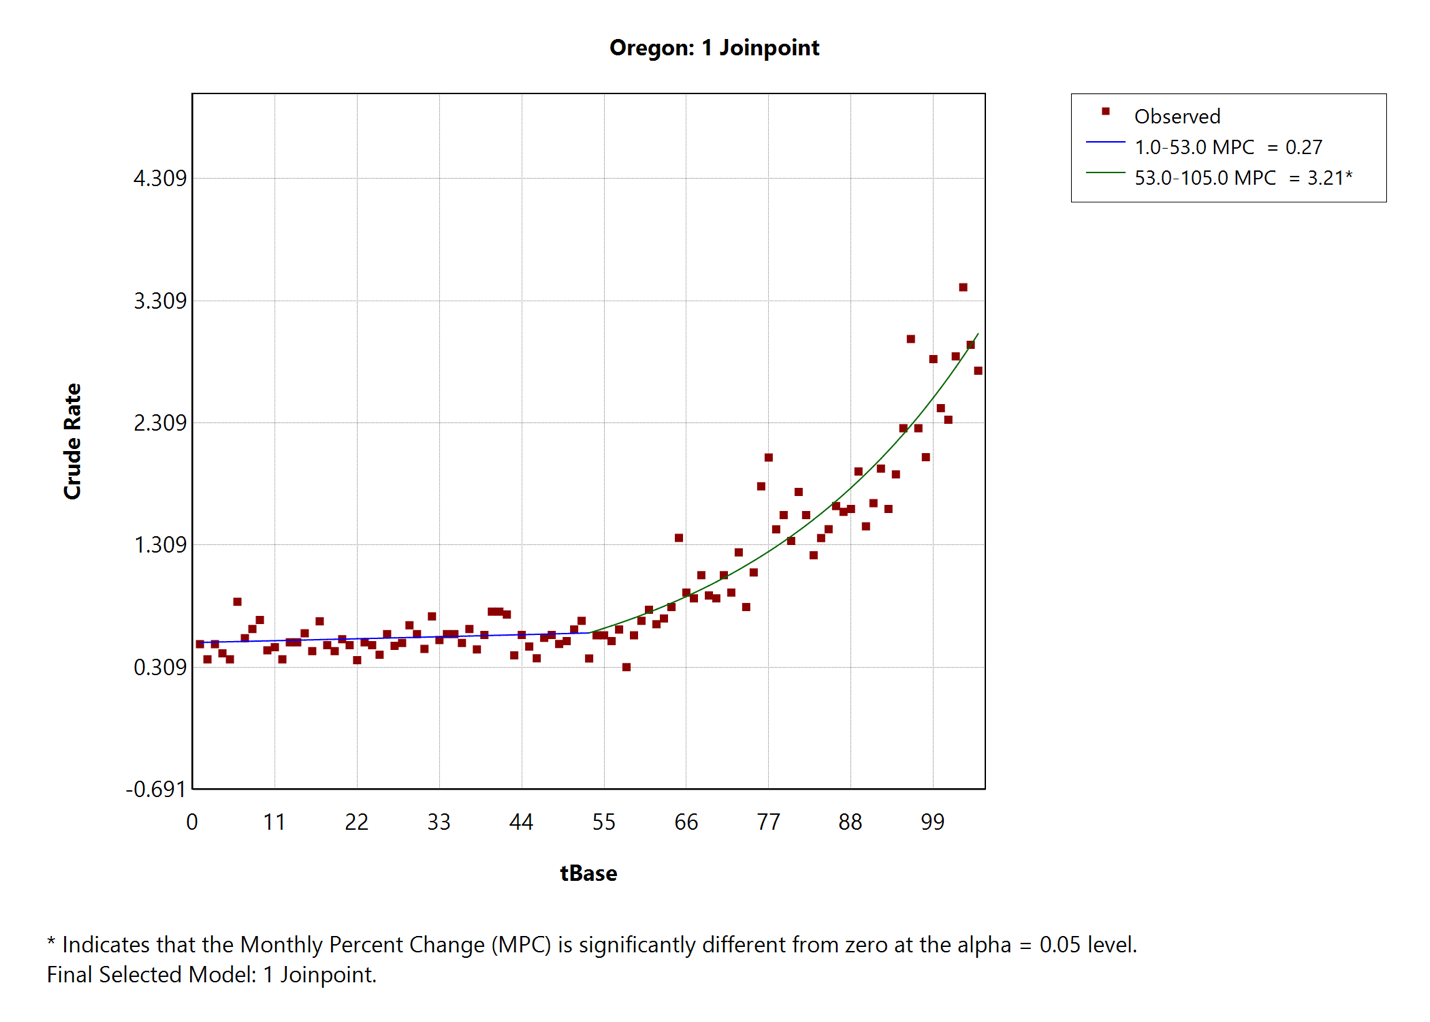 Oregon: 1 Joinpoint
Observed
1.0-53.0 MPC = 0.27
53.0-105.0 MPC = 3.21*
4.309
3.309
2.309
1.309
0.309
-0.691
Crude Rate
0 11 22 33 44 55 66 77 88 99
tBase
* Indicates that the Monthly Percent Change (MPC) is significantly different from zero at the alpha = 0.05 level.
Final Selected Model: 1 Joinpoint.